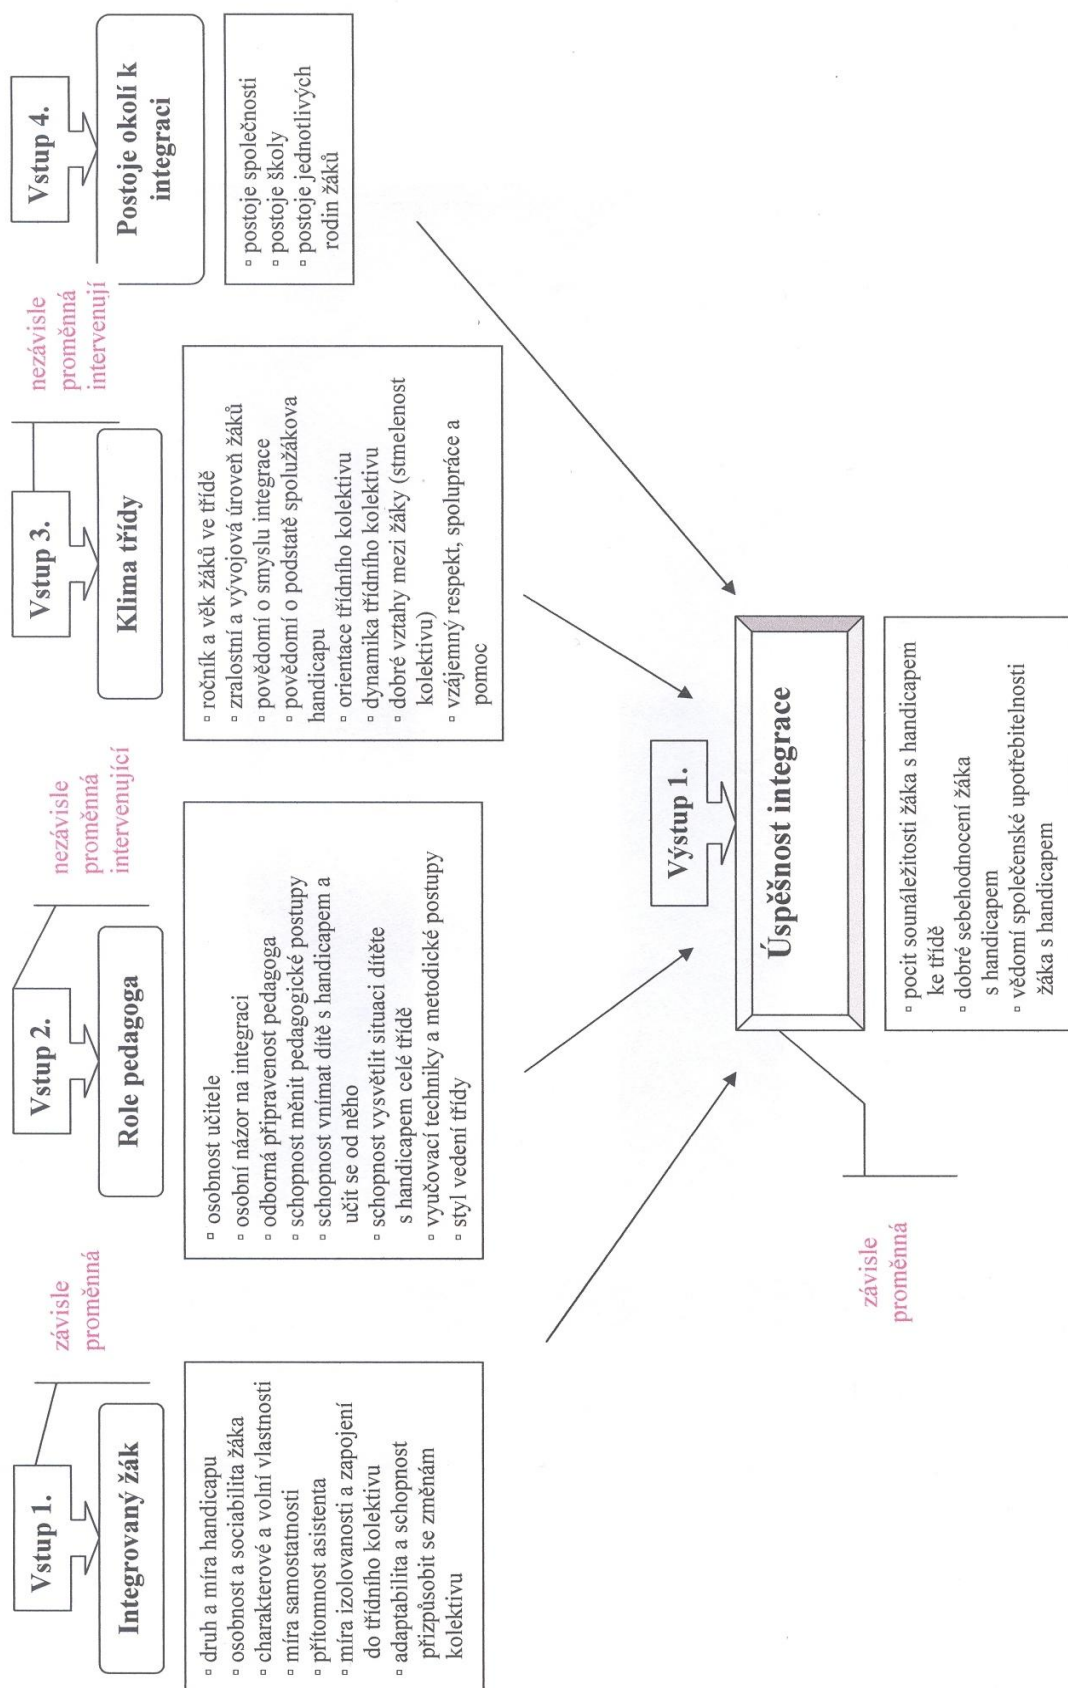 Vstup 1.
Integrovaný žák
▫ druh a míra handicapu
▫ osobnost a sociabilita žáka
▫ charakterové a volní vlastnosti
▫ míra samostatnosti
▫ přítomnost asistenta
▫ míra izolovanosti a zapojení
do třídního kolektivu
▫ adaptabilita a schopnost
přizpůsobit se změnám
kolektivu
závisle
proměnná
Vstup 2.
Role pedagoga
▫ osobnost učitele
▫ osobní názor na integraci
▫ odborná připravenost pedagoga
▫ schopnost měnit pedagogické postupy
▫ schopnost vnímat dítě s handicapem a
učit se od něho
▫ schopnost vysvětlit situaci dítěte
s handicapem celé třídě
▫ vyučovací techniky a metodické postupy
▫ styl vedení třídy
nezávisle
proměnná
intervenující
Vstup 3.
Klima třídy
▫ ročník a věk žáků ve třídě
▫ zralostní a vývojová úroveň žáků
▫ povědomí o smyslu integrace
▫ povědomí o podstatě spolužákova
handicapu
▫ orientace třídního kolektivu
▫ dynamika třídního kolektivu
▫ dobré vztahy mezi žáky (stmelenost
kolektivu)
▫ vzájemný respekt, spolupráce a
pomoc
nezávisle
proměnná
intervenují
Vstup 4.
Postoje okolí k
integraci
▫ postoje společnosti
▫ postoje školy
▫ postoje jednotlivých
rodin žáků
Výstup 1.
Úspěšnost integrace
▫ pocit sounáležitosti žáka s handicapem
ke třídě
▫ dobré sebehodnocení žáka
s handicapem
▫ vědomí společenské upotřebitelnosti
žáka s handicapem
závisle
proměnná